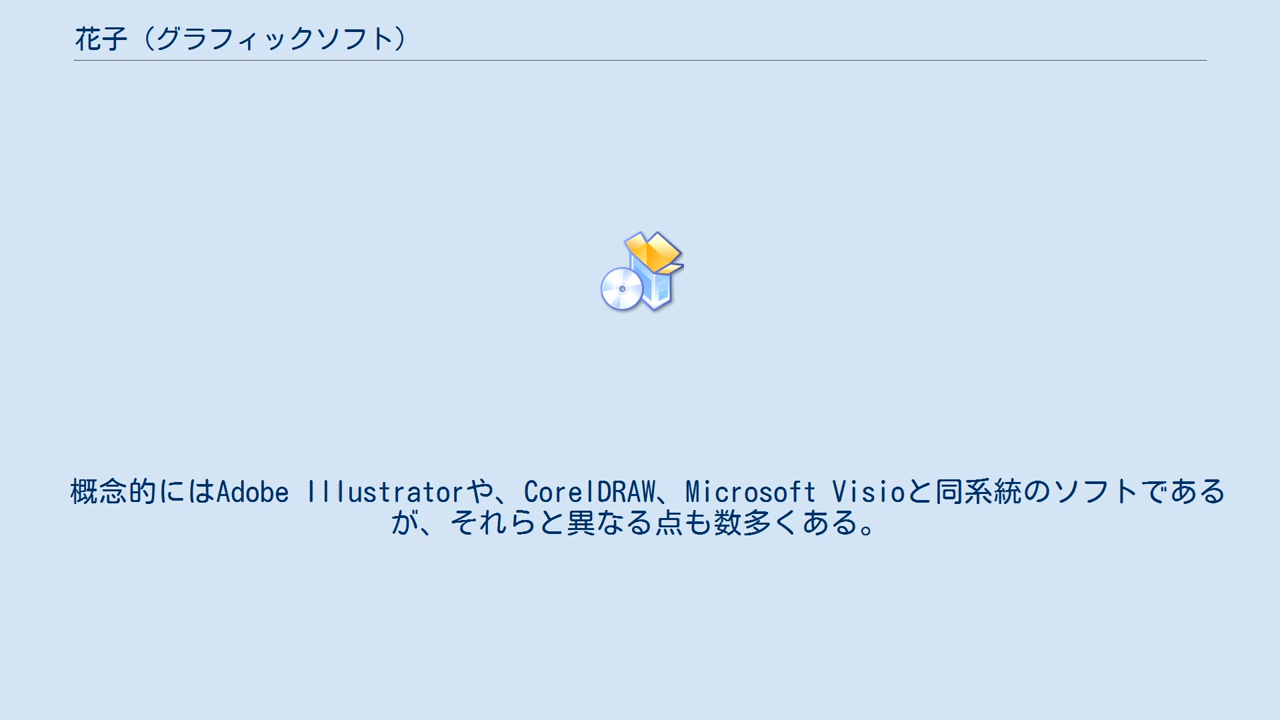 花子（グラフィックソフト）
概念的にはAdobe Illustratorや、CorelDRAW、Microsoft Visioと同系統のソフトである
が、それらと異なる点も数多くある。